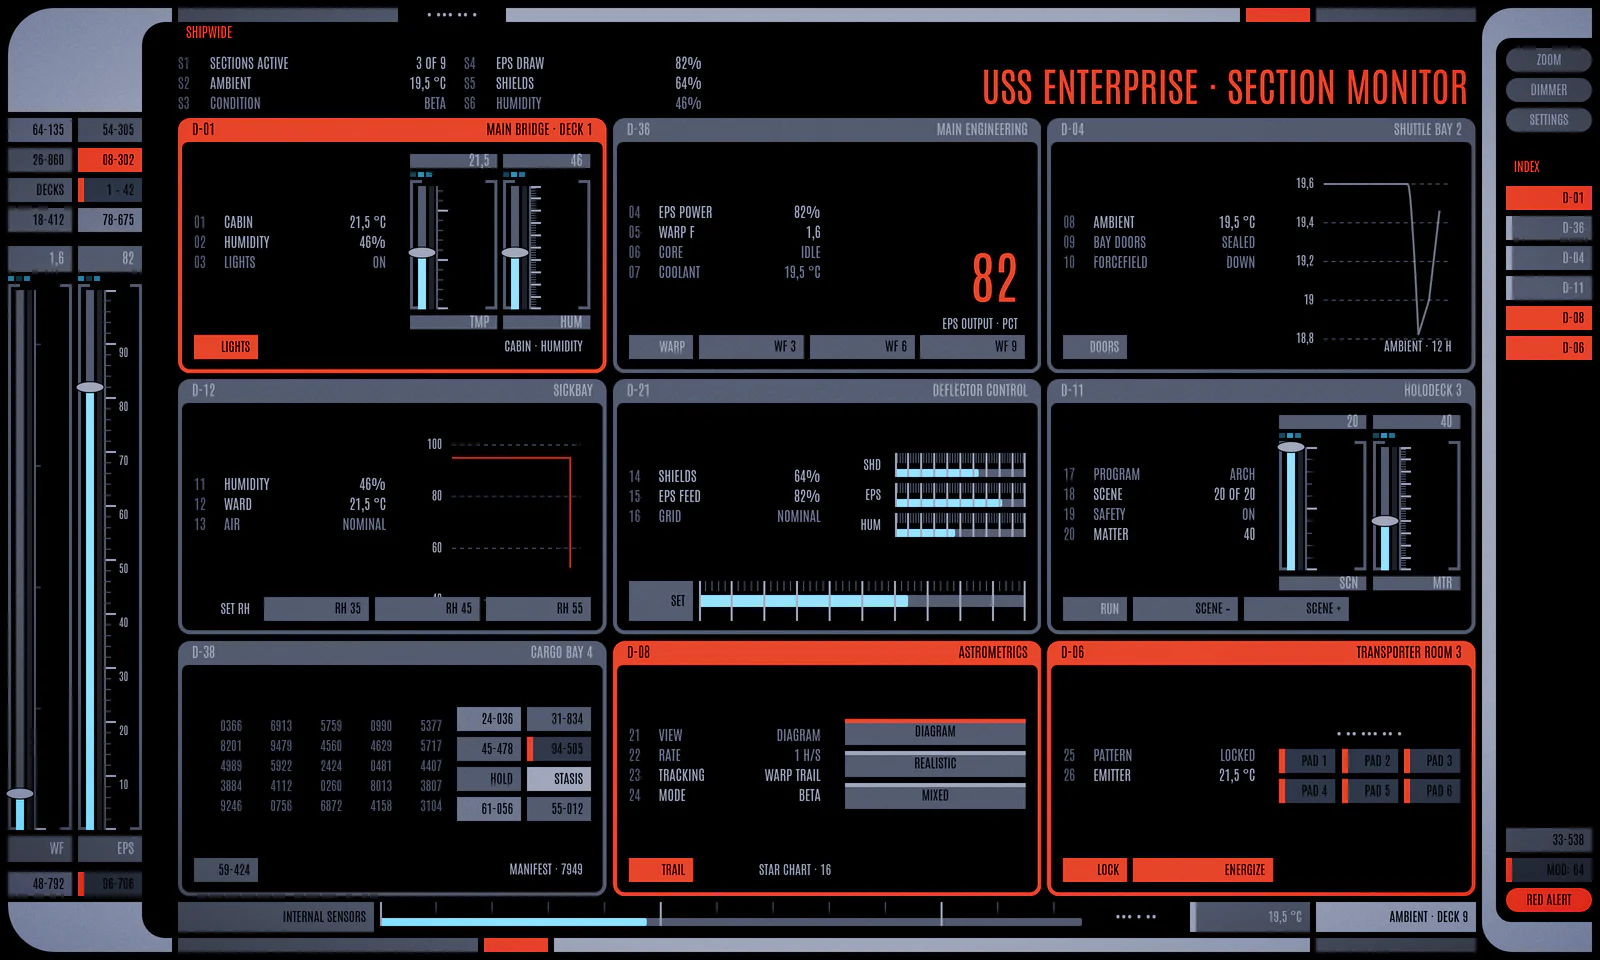 SHIPWIDE
S1 SECTIONS ACTIVE 3 OF 9 S4 EPS DRAW 82%
S2 AMBIENT 19,5 °C S5 SHIELDS 64%
S3 CONDITION BETA S6 HUMIDITY 46%
USS ENTERPRISE · SECTION MONITOR
64-135 54-305
26-860 08-302
DECKS 1 - 42
18-412 78-675
1,6 82
90
80
70
60
50
40
30
20
10
WF EPS
48-792 96-706
D-01 MAIN BRIDGE · DECK 1
21,5 46
01 CABIN 21,5 °C
02 HUMIDITY 46%
03 LIGHTS ON
TMP HUM
LIGHTS CABIN · HUMIDITY
D-36 MAIN ENGINEERING
04 EPS POWER 82%
05 WARP F 1,6
06 CORE IDLE
07 COOLANT 19,5 °C
82
EPS OUTPUT · PCT
WARP WF 3 WF 6 WF 9
D-04 SHUTTLE BAY 2
08 AMBIENT 19,5 °C
09 BAY DOORS SEALED
10 FORCEFIELD DOWN
19,6
19,4
19,2
19
18,8
DOORS AMBIENT · 12 H
D-12 SICKBAY
11 HUMIDITY 46%
12 WARD 21,5 °C
13 AIR NOMINAL
100
80
60
SET RH RH 35 RH 45 RH 55
D-21 DEFLECTOR CONTROL
14 SHIELDS 64%
15 EPS FEED 82%
16 GRID NOMINAL
SHD
EPS
HUM
SET
D-11 HOLODECK 3
20 40
17 PROGRAM ARCH
18 SCENE 20 OF 20
19 SAFETY ON
20 MATTER 40
SCN MTR
RUN SCENE - SCENE +
D-38 CARGO BAY 4
0366 6913 5759 0990 5377
8201 9479 4560 4629 5717
4989 5922 2424 0481 4407
3884 4112 0260 8013 3807
9246 0756 6872 4158 3104
24-036 31-834
45-478 94-505
HOLD STASIS
61-056 55-012
59-424 MANIFEST · 7949
D-08 ASTROMETRICS
21 VIEW DIAGRAM
22 RATE 1 H/S
23 TRACKING WARP TRAIL
24 MODE BETA
DIAGRAM
REALISTIC
MIXED
TRAIL STAR CHART · 16
D-06 TRANSPORTER ROOM 3
25 PATTERN LOCKED
26 EMITTER 21,5 °C
PAD 1 PAD 2 PAD 3
PAD 4 PAD 5 PAD 6
LOCK ENERGIZE
INTERNAL SENSORS 19,5 °C AMBIENT · DECK 9
ZOOM
DIMMER
SETTINGS
INDEX
D-01
D-36
D-04
D-11
D-08
D-06
33-538
MOD: 64
RED ALERT